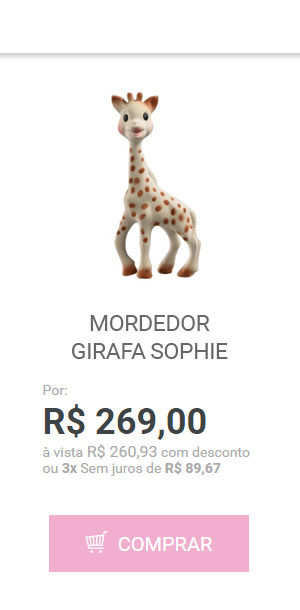 MORDEDOR
GIRAFA SOPHIE
Por:
R$ 269,00
à vista R$ 260,93 com desconto
ou 3x Sem juros de R$ 89,67
COMPRAR